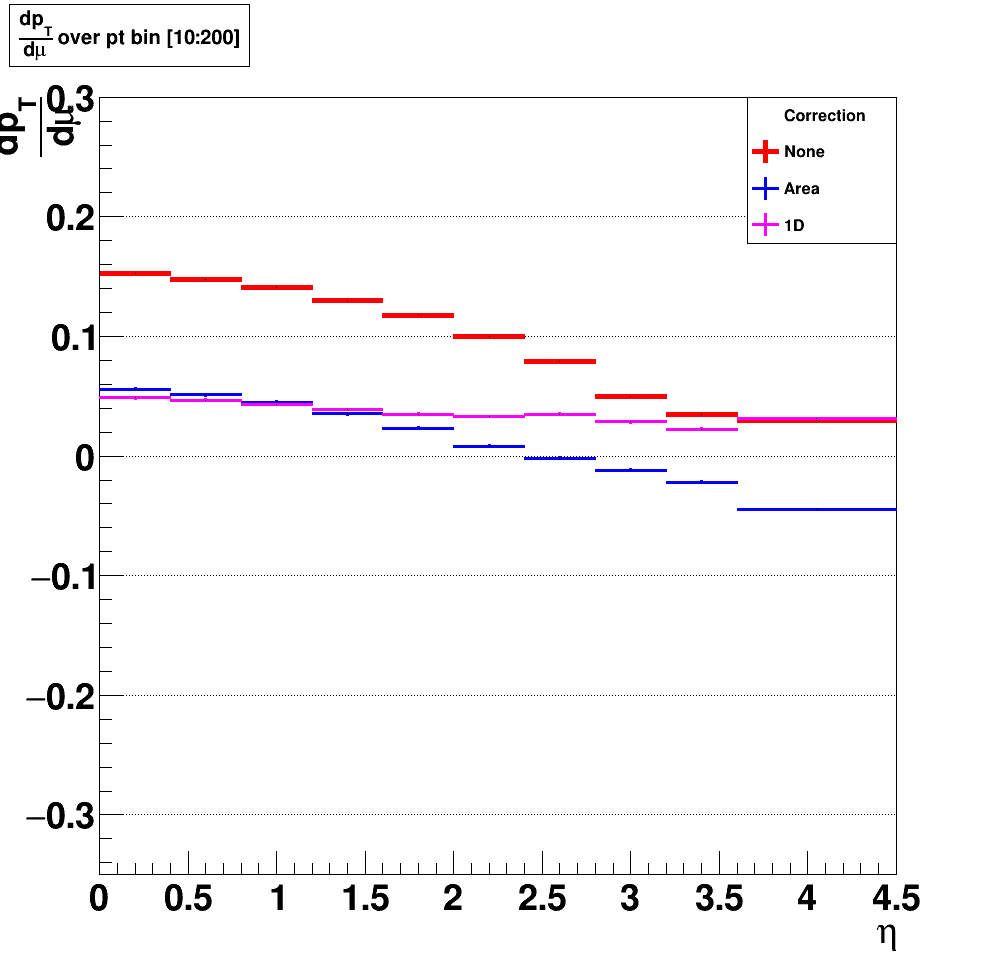 dp_T
dμ
over pt bin [10:200]
dp_T
dμ
0.3
0.2
0.1
0
−0.1
−0.2
−0.3
Correction
None
Area
1D
0 0.5 1 1.5 2 2.5 3 3.5 4 4.5
η